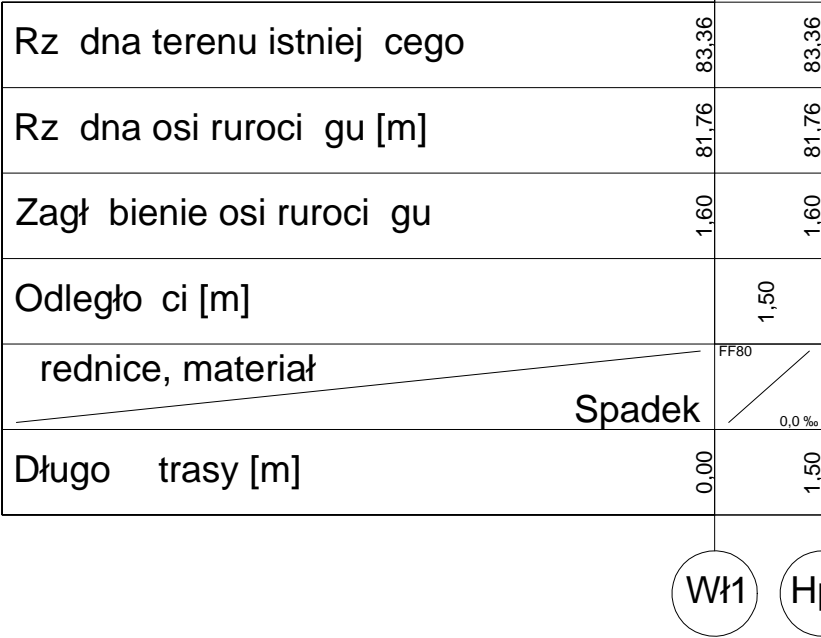 Rz dna terenu istniej cego 83,36 83,36
Rz dna osi ruroci gu [m] 81,76 81,76
Zagł bienie osi ruroci gu 1,60 1,60
Odległo ci [m] 1,50
rednice, materiał FF80
Spadek 0,0 ‰
Długo trasy [m] 0,00 1,50
Wł1 Hp